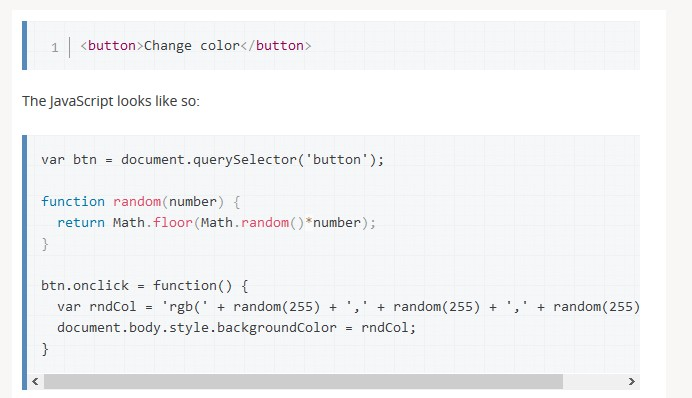 1 <button>Change color</button>
The JavaScript looks like so:
var btn = document.querySelector('button');
function random(number) {
return Math.floor(Math.random()*number);
}
btn.onclick = function() {
var rndCol = 'rgb(' + random(255) + ',' + random(255) + ',' + random(255)
document.body.style.backgroundColor = rndCol;
}